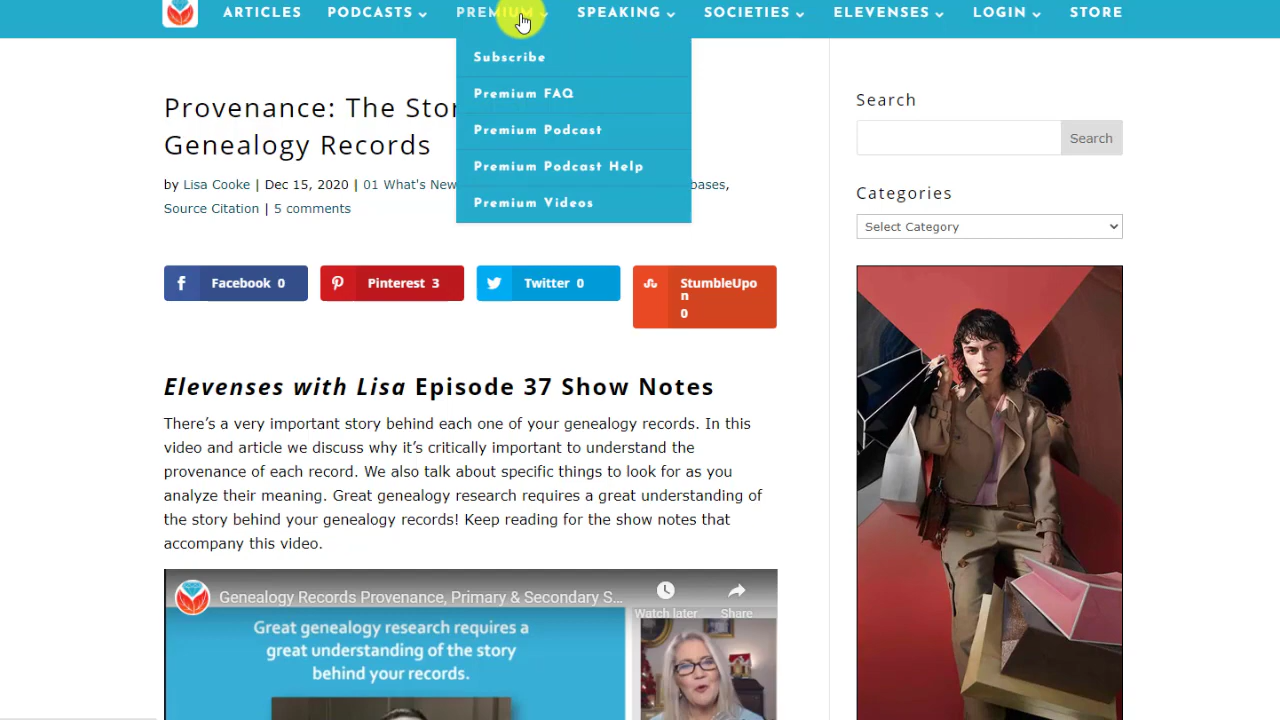 ARTICLES PODCASTS PREMIUM SPEAKING SOCIETIES ELEVENSES LOGIN STORE
Subscribe
Premium FAQ
Premium Podcast
Premium Podcast Help
Premium Videos
Provenance: The Stor
Genealogy Records
by Lisa Cooke | Dec 15, 2020 | 01 What's New bases,
Source Citation | 5 comments
Facebook 0
Pinterest 3
Twitter 0
StumbleUpo
n
0
Elevenses with Lisa Episode 37 Show Notes
There's a very important story behind each one of your genealogy records. In this
video and article we discuss why it's critically important to understand the
provenance of each record. We also talk about specific things to look for as you
analyze their meaning. Great genealogy research requires a great understanding of
the story behind your genealogy records! Keep reading for the show notes that
accompany this video.
Genealogy Records Provenance, Primary & Secondary S...
Watch later
Share
Great genealogy research requires a
great understanding of the story
behind your records.
Search
Search
Categories
Select Category